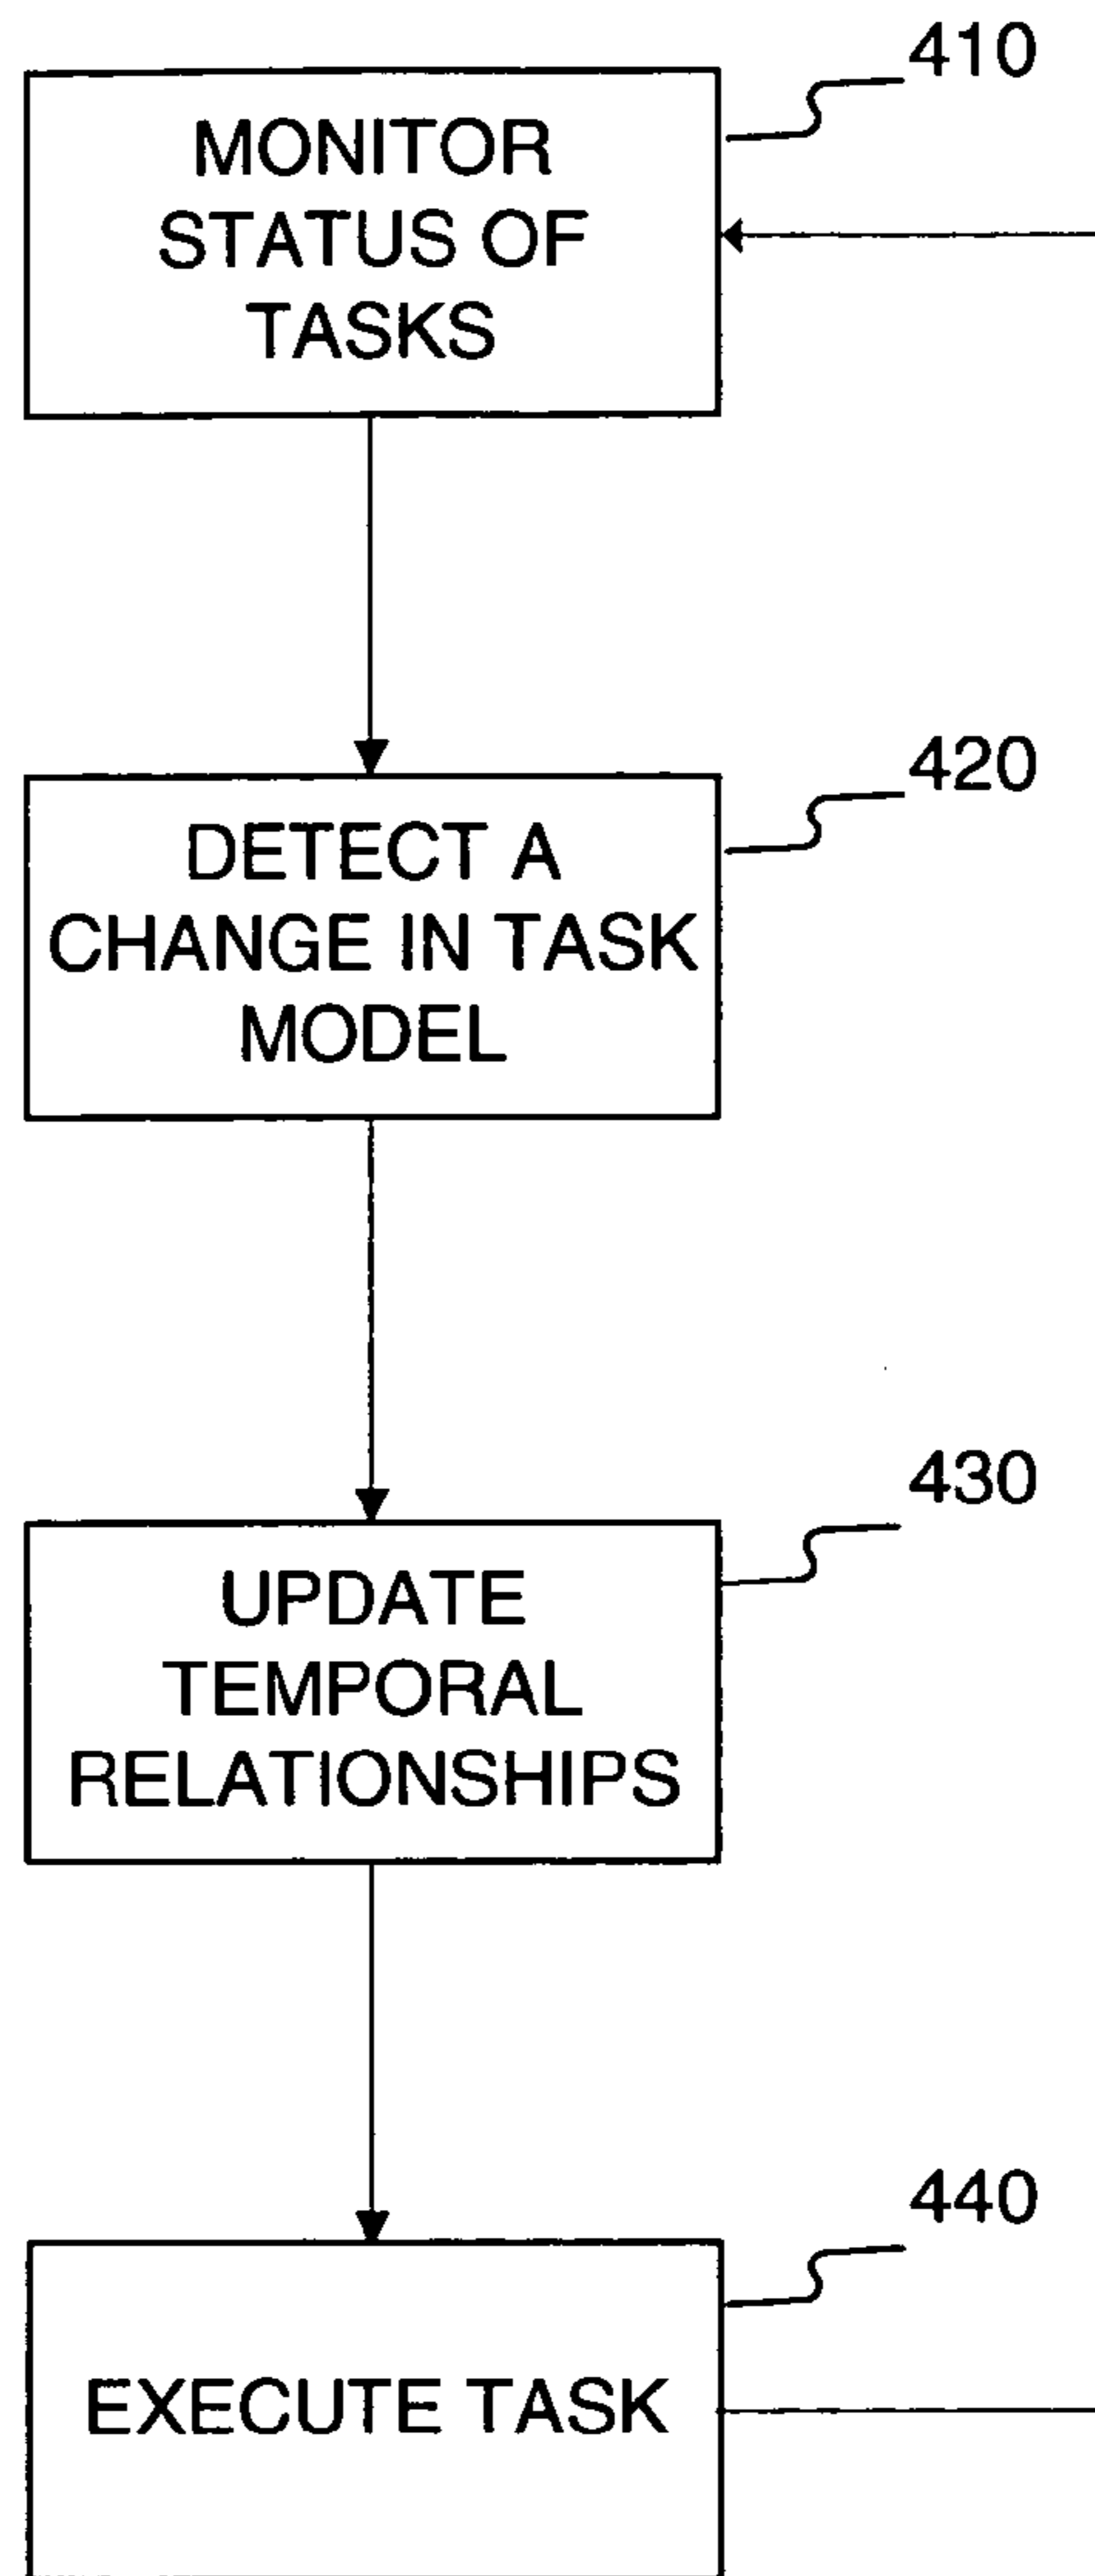 410
MONITOR
STATUS OF
TASKS
420
DETECT A
CHANGE IN TASK
MODEL
430
UPDATE
TEMPORAL
RELATIONSHIPS
440
EXECUTE TASK